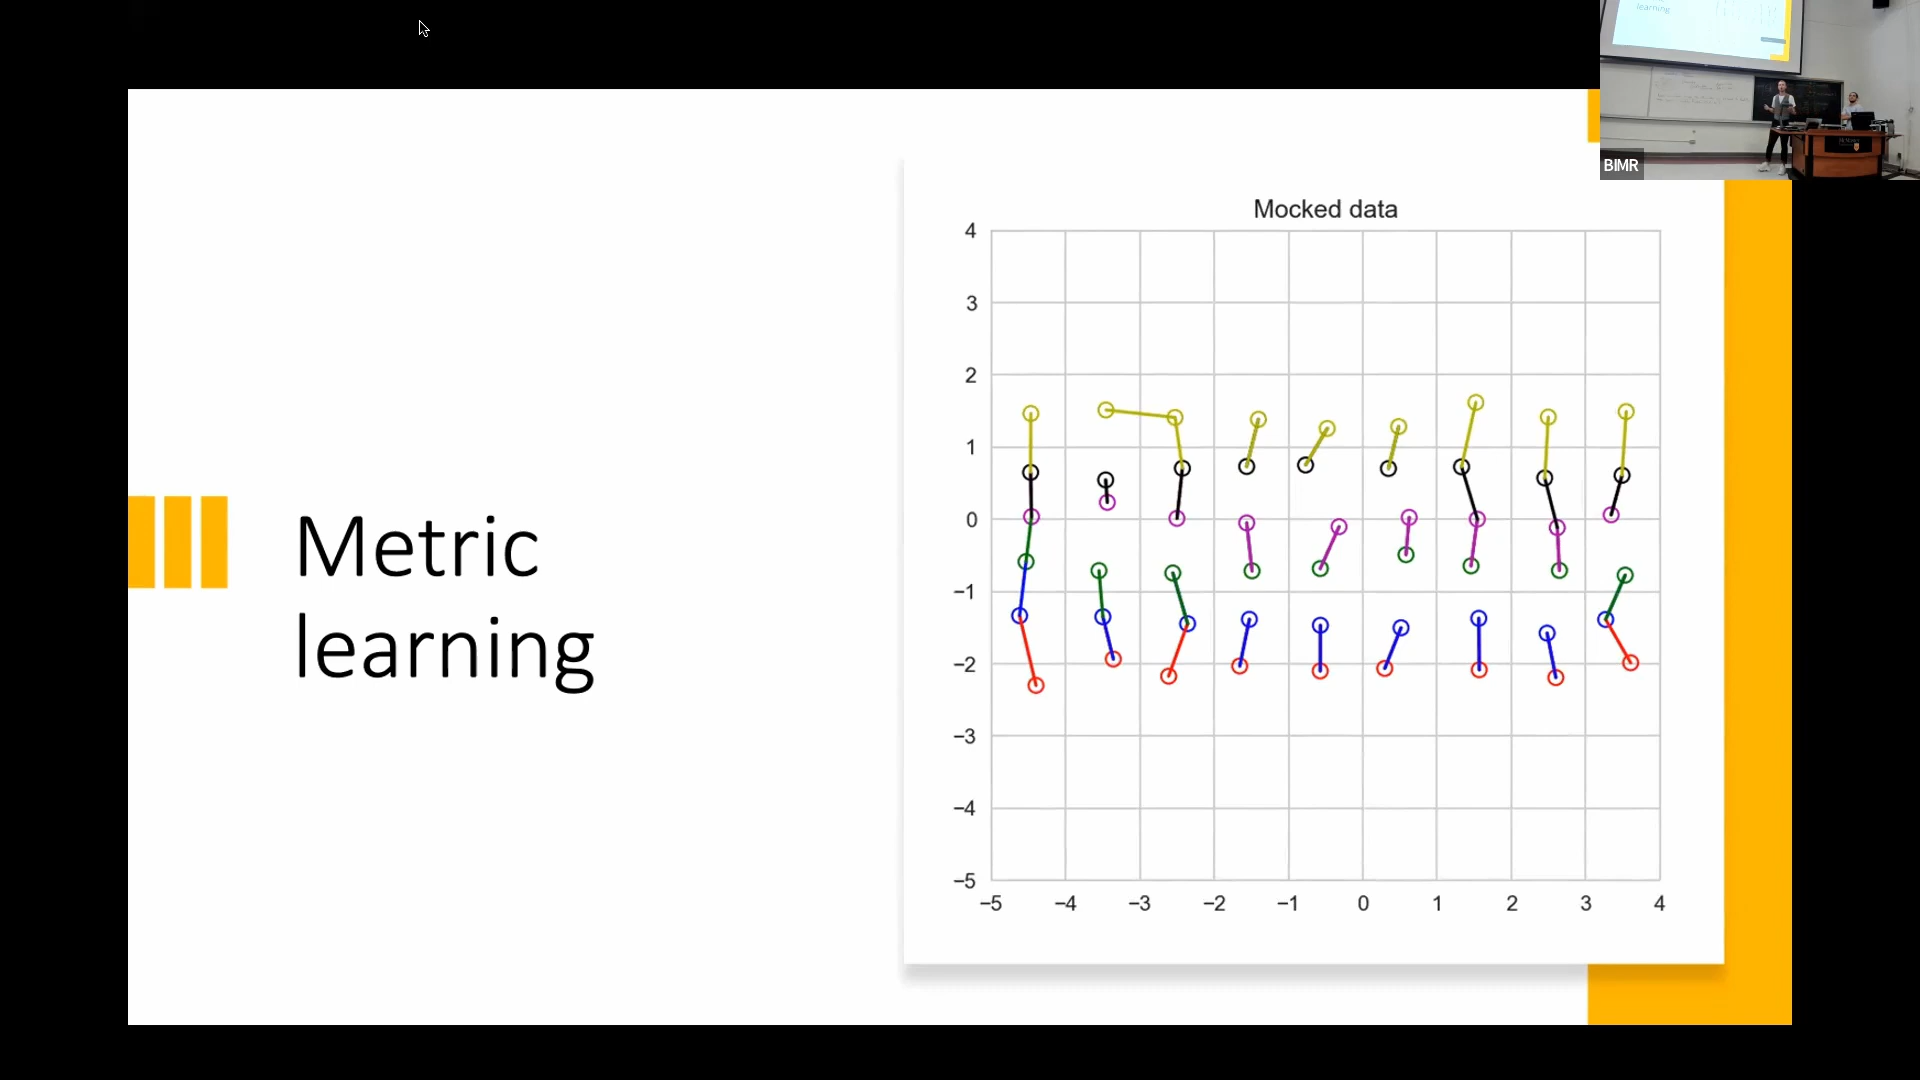 learning
BIMR
Mocked data
4
3
2
1
0
−1
−2
−3
−4
−5
−5 −4 −3 −2 −1 0 1 2 3 4
Metric
learning